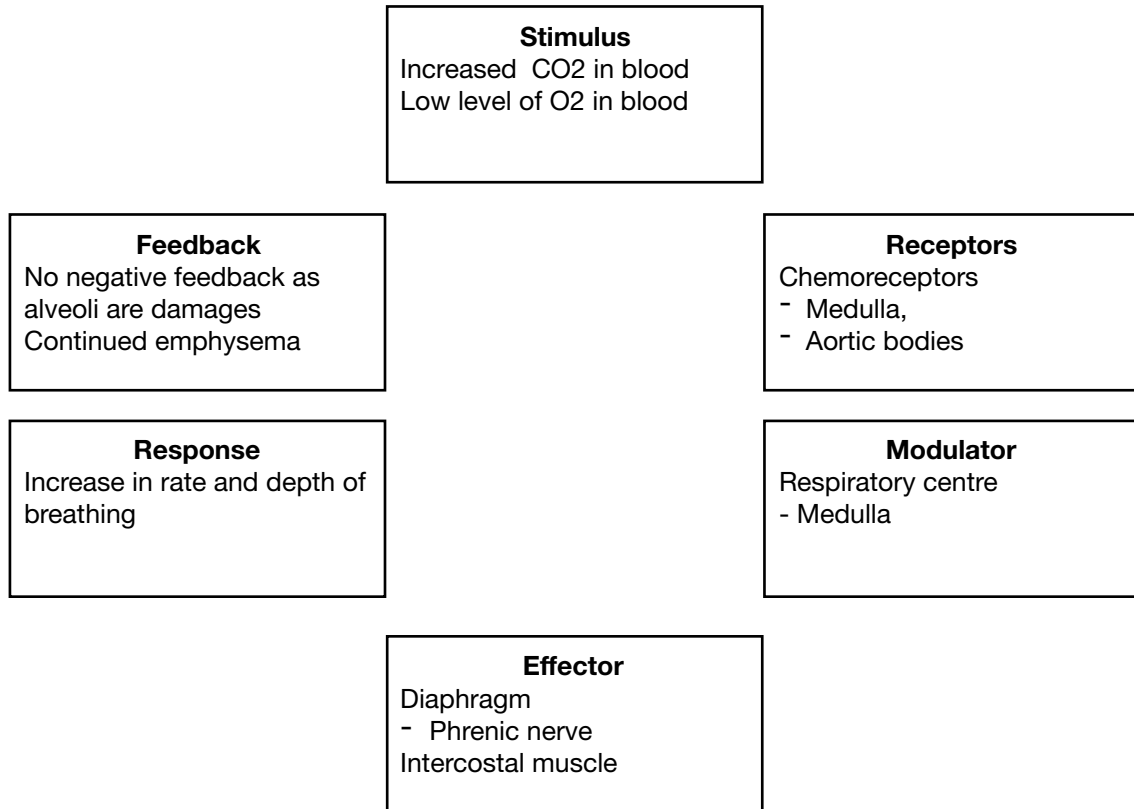 Stimulus
Increased  CO2 in blood
Low level of O2 in blood
Feedback
No negative feedback as
alveoli are damages
Continued emphysema
Receptors
Chemoreceptors
- Medulla,
- Aortic bodies
Response
Increase in rate and depth of
breathing
Modulator
Respiratory centre
- Medulla
Effector
Diaphragm
- Phrenic nerve
Intercostal muscle